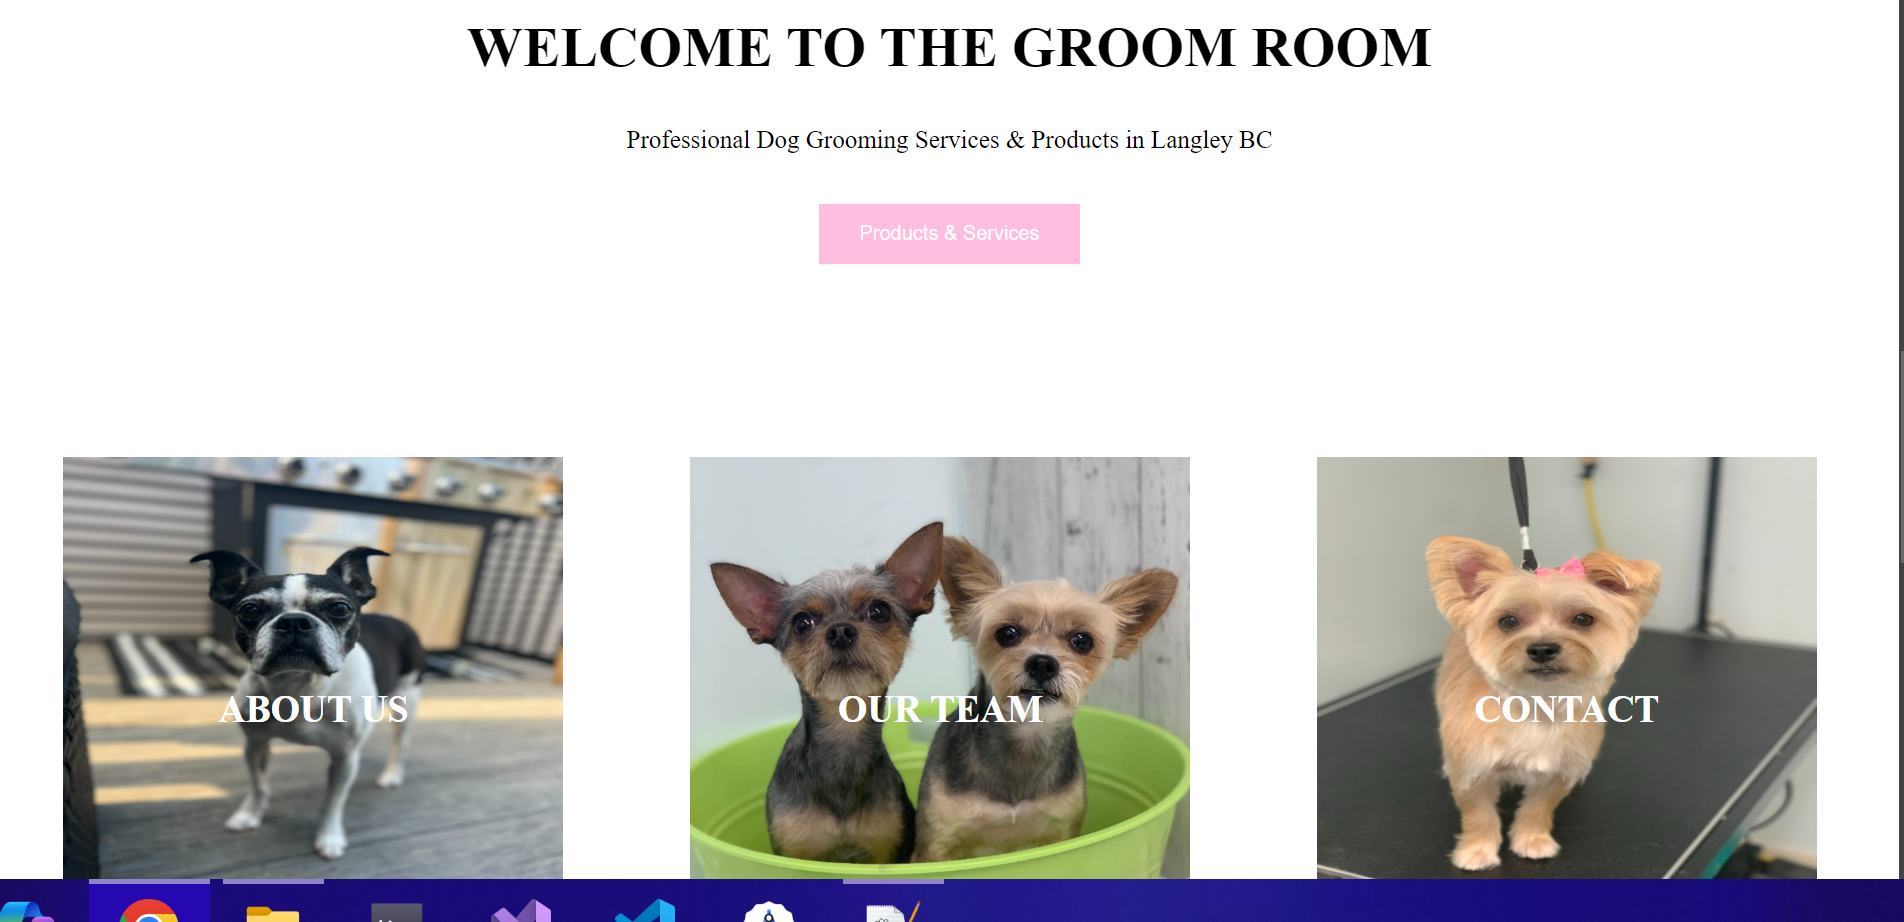 WELCOME TO THE GROOM ROOM
Professional Dog Grooming Services & Products in Langley BC
Products & Services
ABOUT US
OUR TEAM
CONTACT